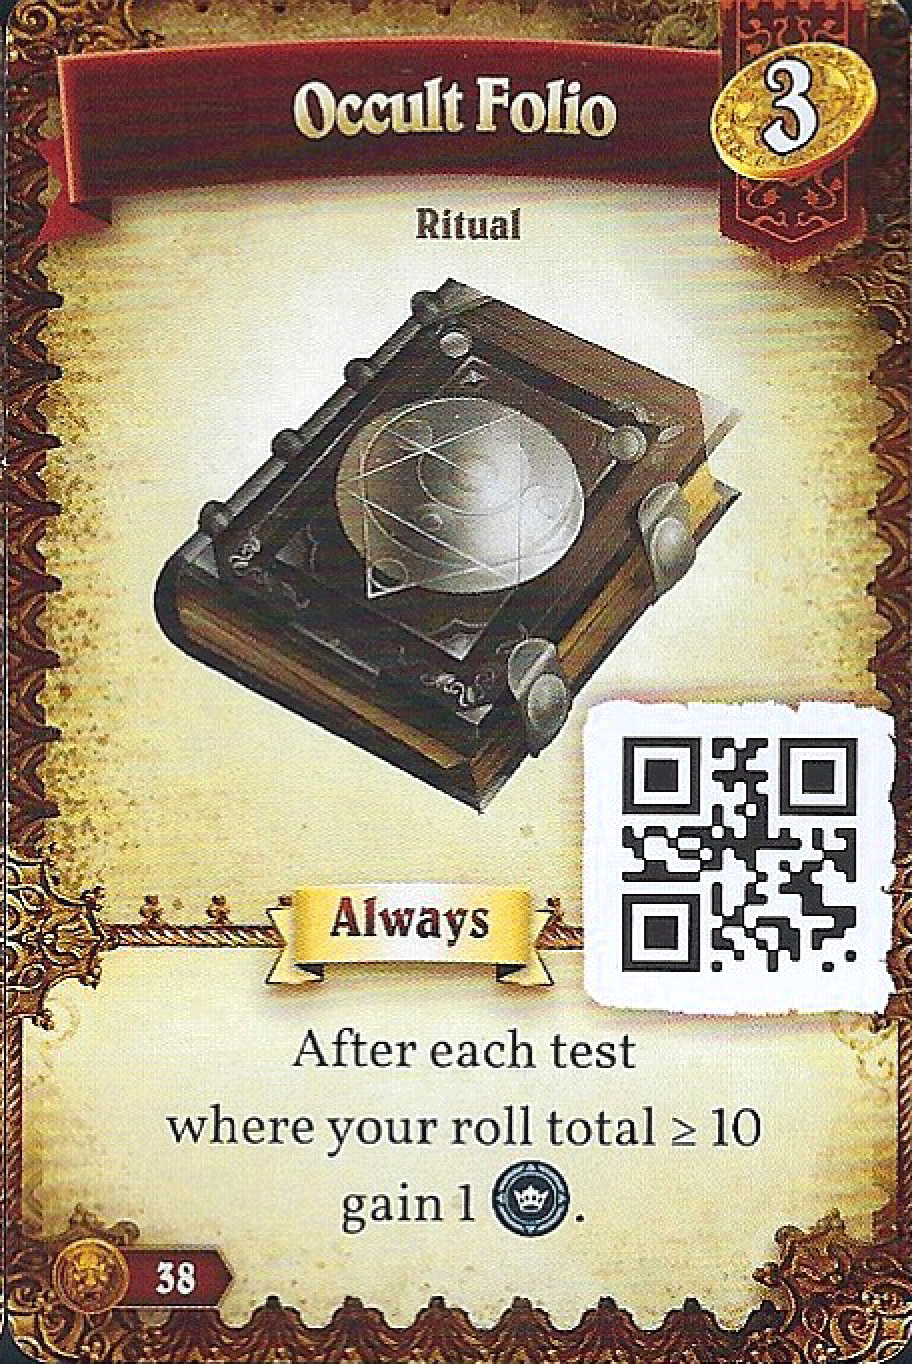 Occult Folio
3
Ritual
Always
After each test
where your roll total ≥ 10
gain 1 .
38